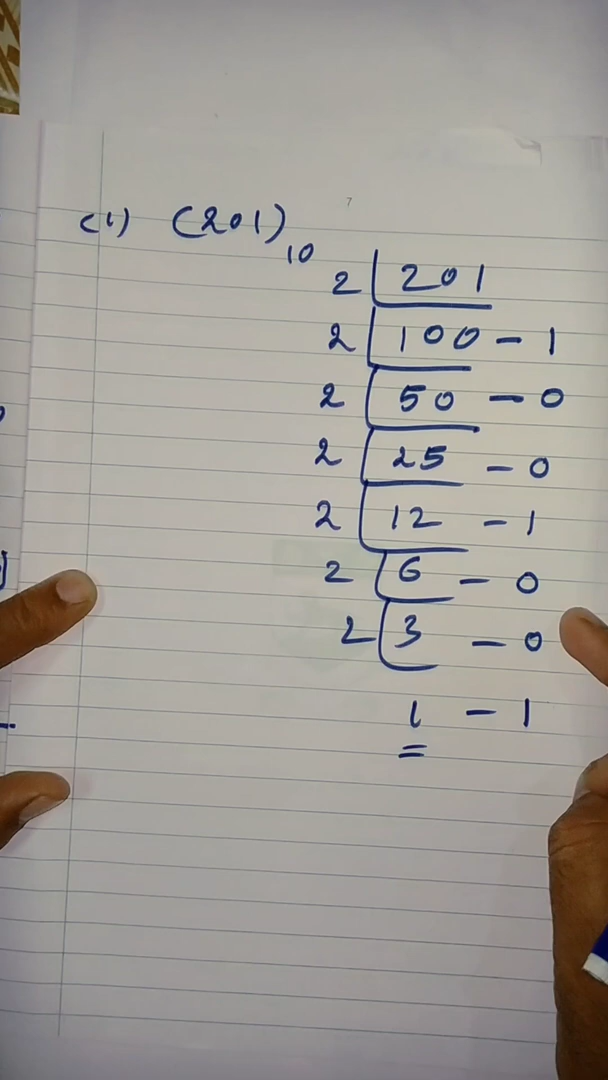 (1) (201)10
2 201
2 100 - 1
2 50 - 0
2 25 - 0
2 12 - 1
2 6 - 0
2 3 - 0
1 - 1